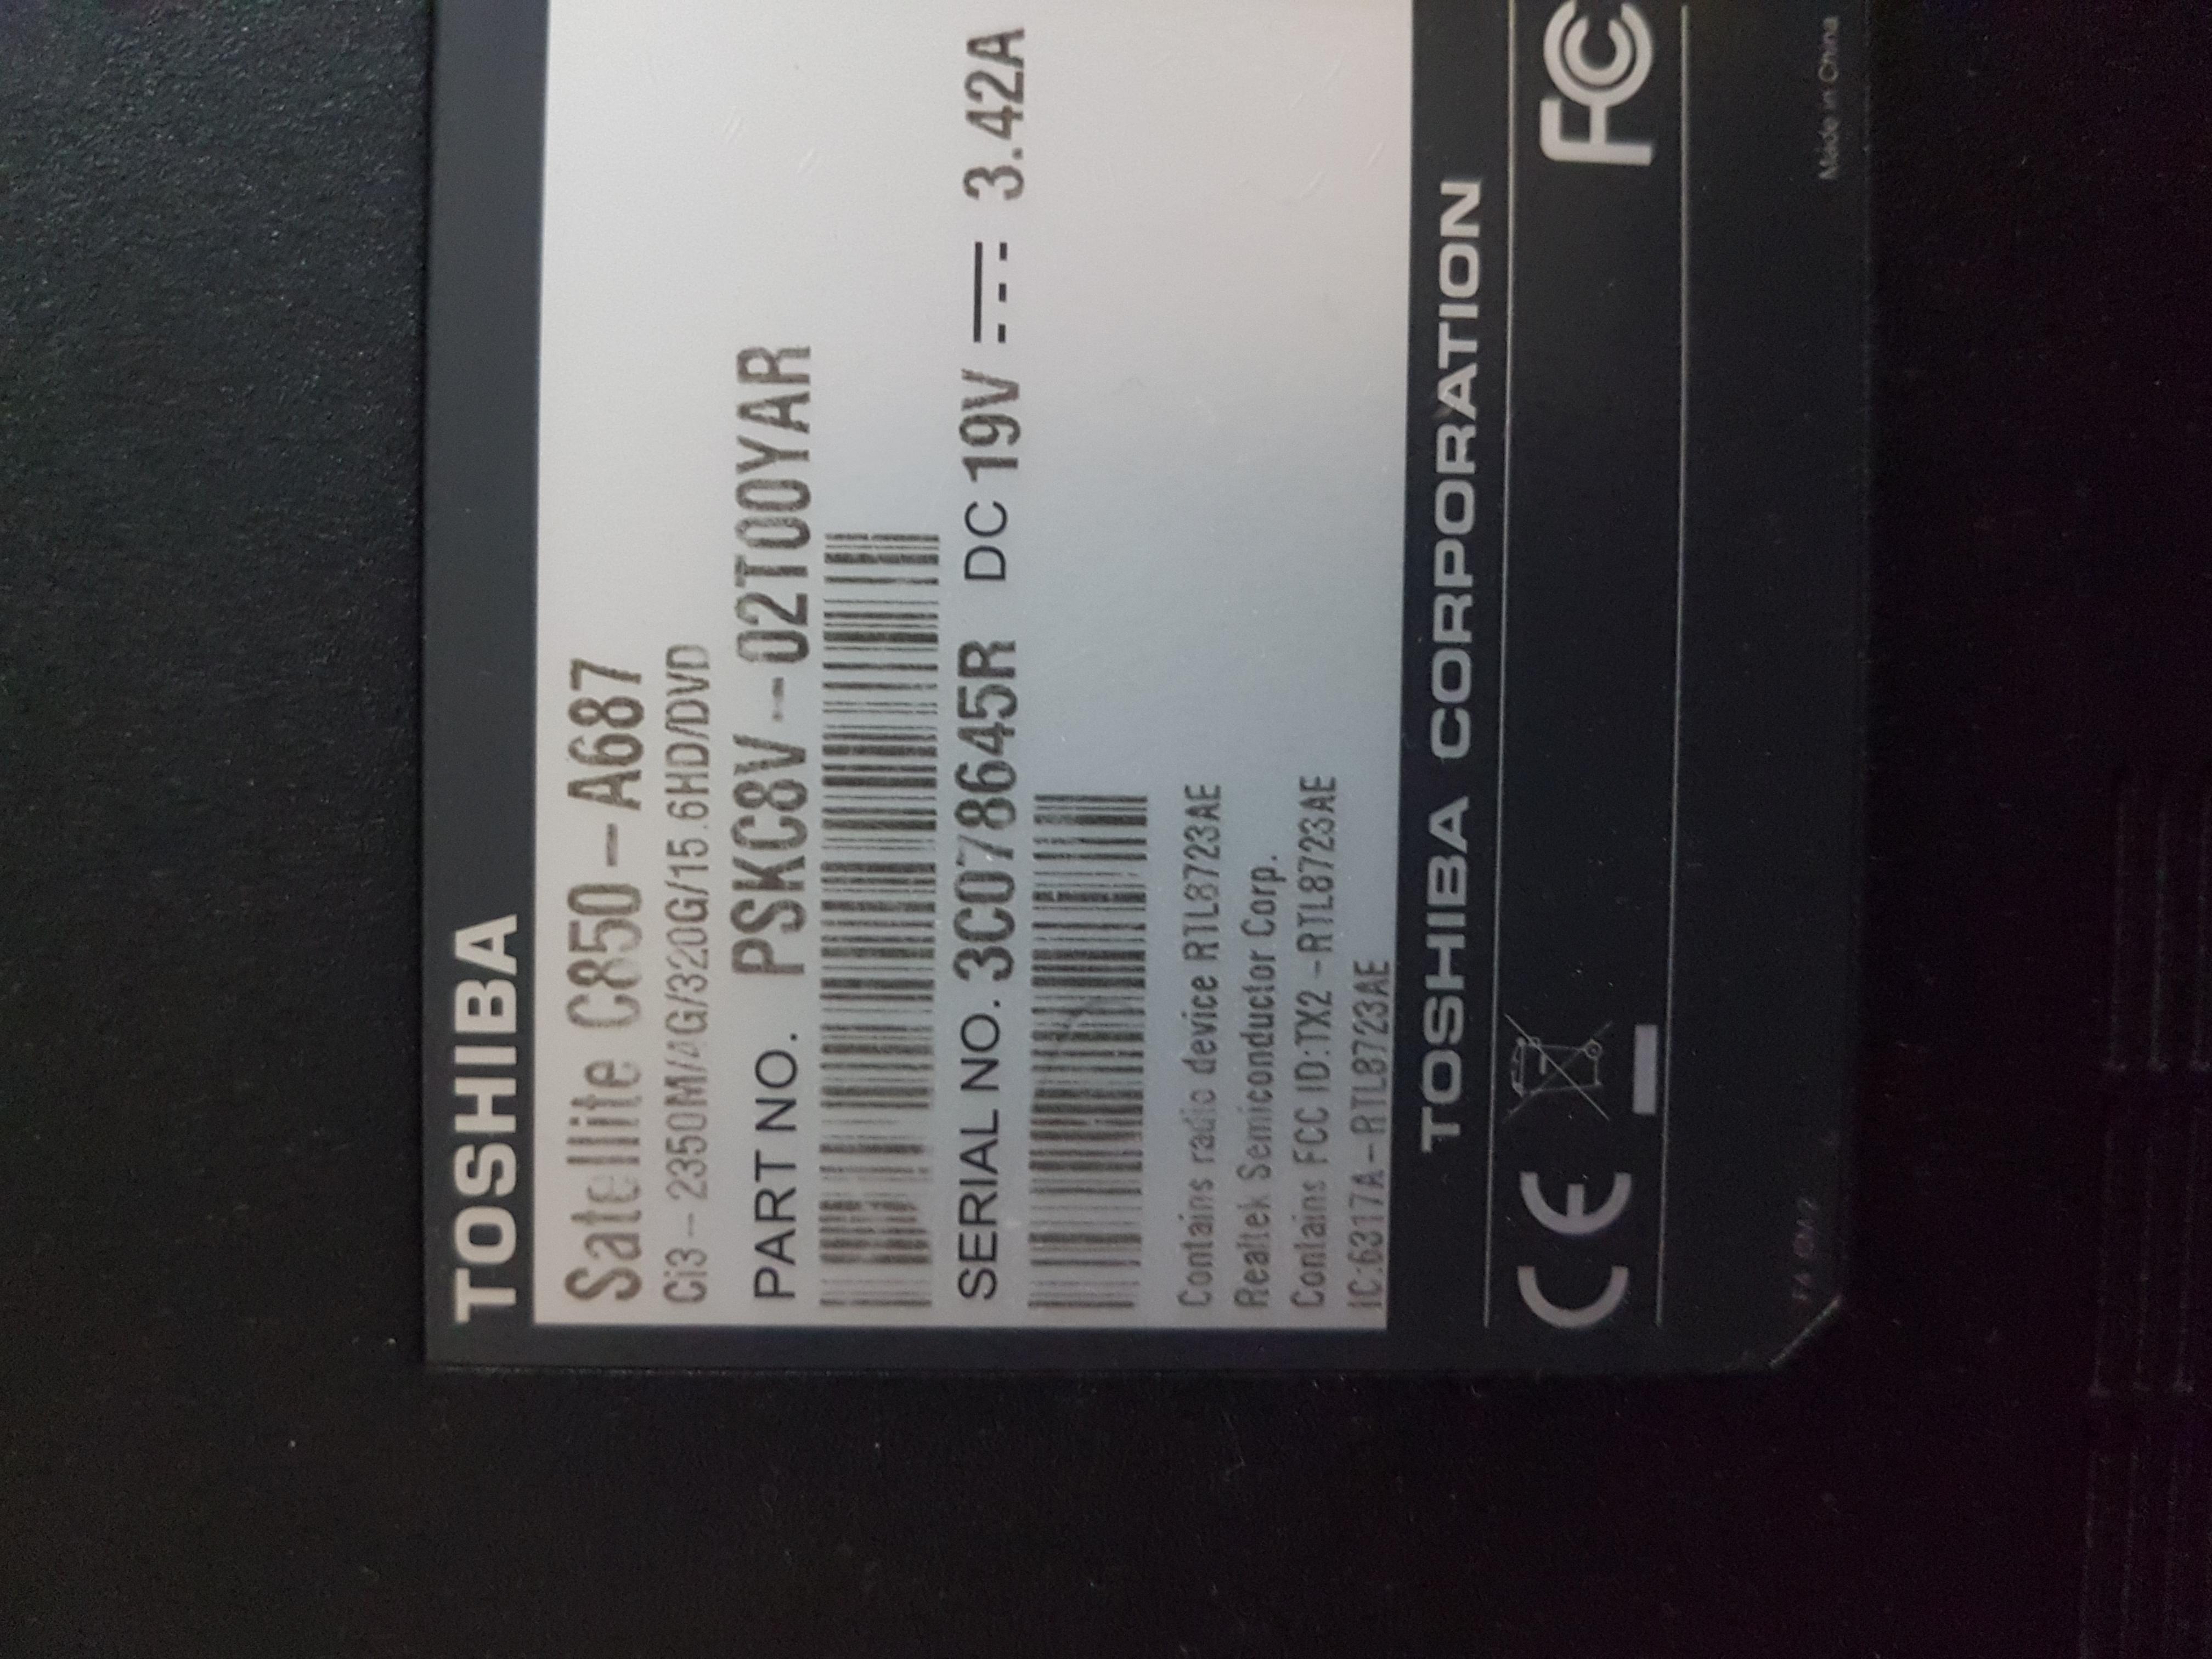 TOSHIBA
Satellite C850-A687
Ci3-2350M/4G/320G/15.6HD/DVD
PART NO. PSKC8V-02T00YAR
SERIAL NO. 3C078645R DC 19V 3.42A
Contains radio device RTL8723AE
Realtek Semiconductor Corp.
Contains FCC ID:TX2-RTL8723AE
IC:6317A-RTL8723AE
TOSHIBA CORPORATION
CE FC
Made in China